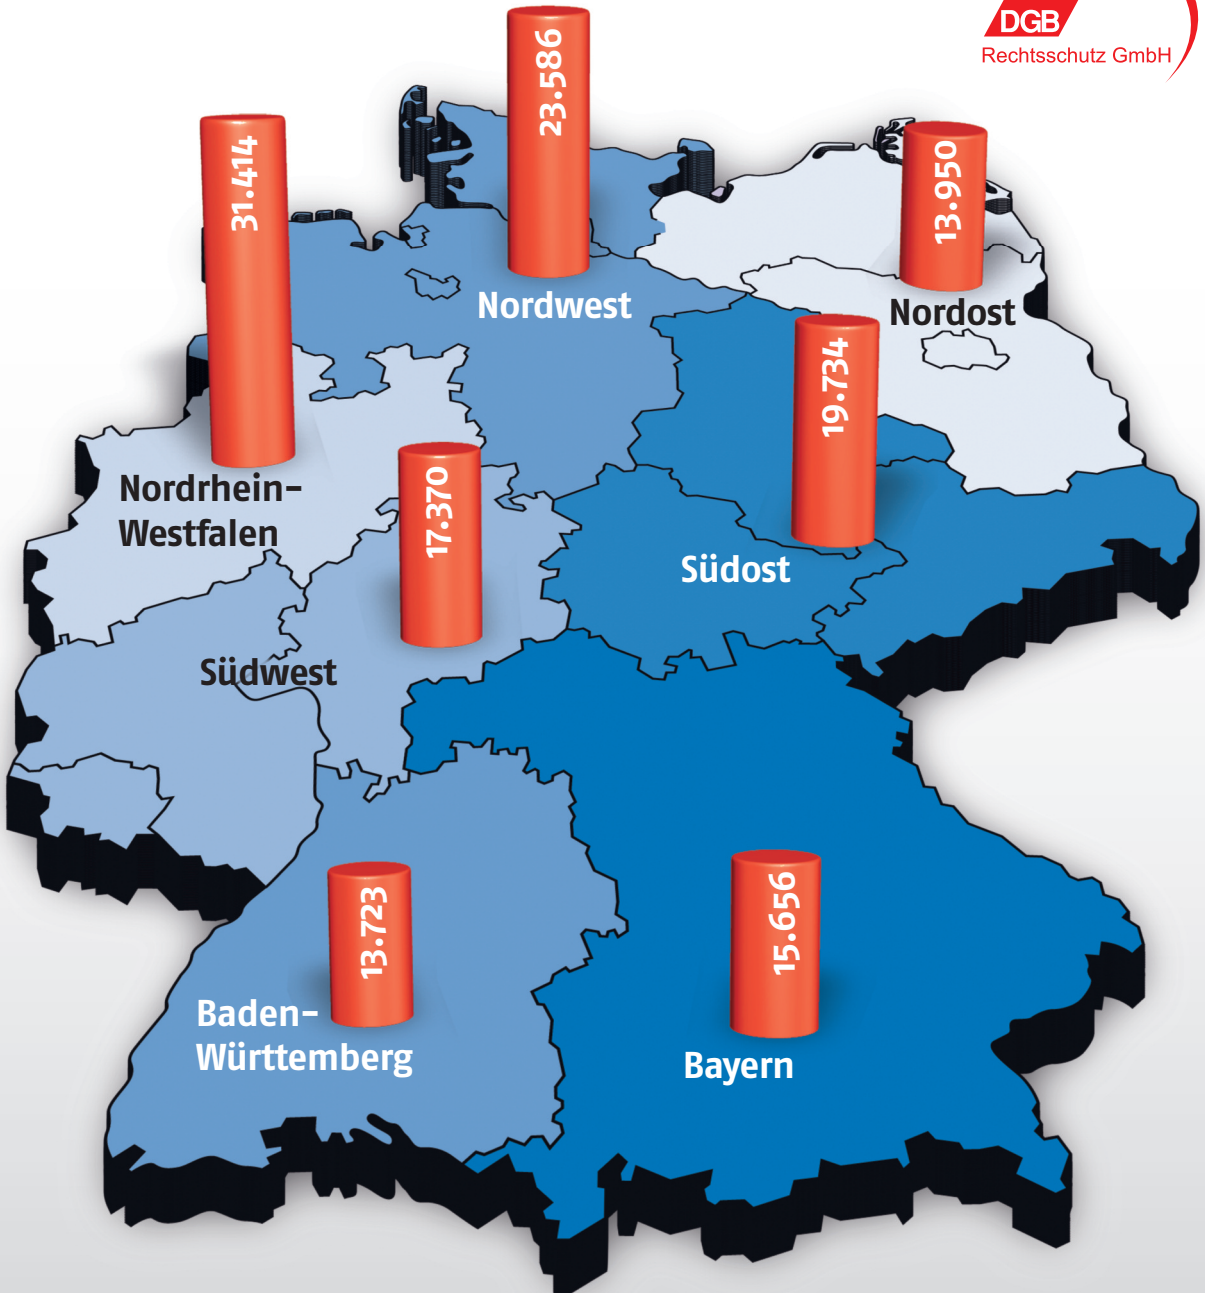 DGB
Rechtsschutz GmbH
23.586
31.414
13.950
Nordwest
Nordost
19.734
Nordrhein-
Westfalen
17.370
Südost
Südwest
13.723
15.656
Baden-
Württemberg
Bayern